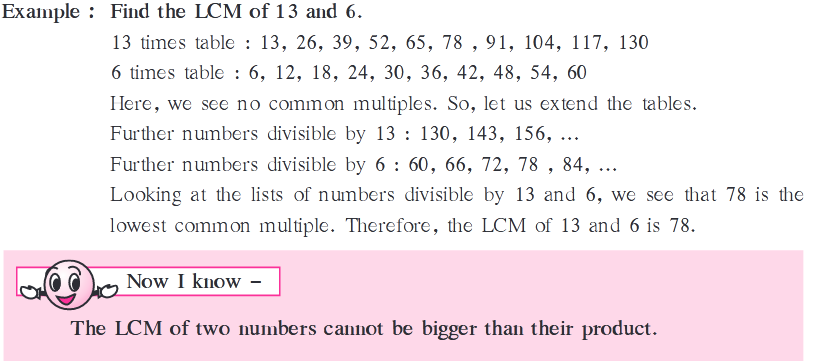 Example : Find the LCM of 13 and 6.
13 times table : 13, 26, 39, 52, 65, 78 , 91, 104, 117, 130
6 times table : 6, 12, 18, 24, 30, 36, 42, 48, 54, 60
Here, we see no common multiples. So, let us extend the tables.
Further numbers divisible by 13 : 130, 143, 156, ...
Further numbers divisible by 6 : 60, 66, 72, 78 , 84, ...
Looking at the lists of numbers divisible by 13 and 6, we see that 78 is the
lowest common multiple. Therefore, the LCM of 13 and 6 is 78.
Now I know –
The LCM of two numbers cannot be bigger than their product.